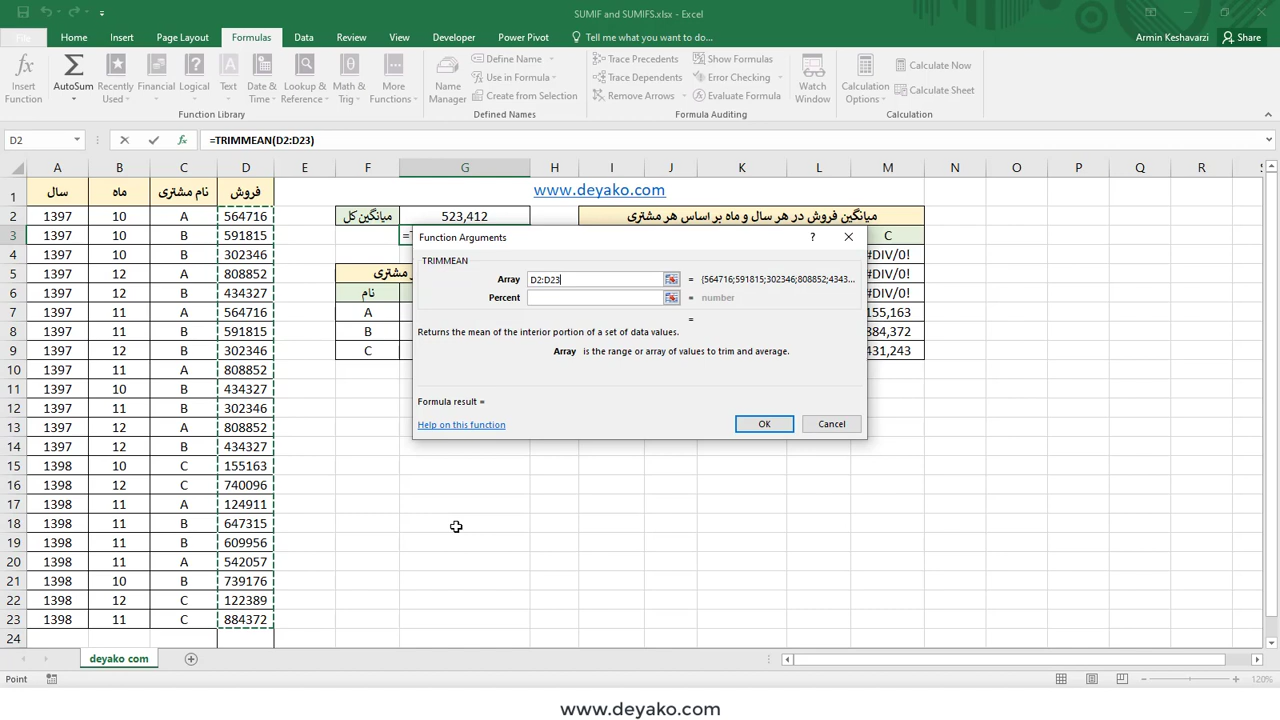 SUMIF and SUMIFS.xlsx - Excel
File Home Insert Page Layout Formulas Data Review View Developer Power Pivot Tell me what you want to do... Armin Keshavarzi Share
Insert Function
AutoSum
Recently Used
Financial
Logical
Text
Date & Time
Lookup & Reference
Math & Trig
More Functions
Function Library
Name Manager
Define Name
Use in Formula
Create from Selection
Defined Names
Trace Precedents
Trace Dependents
Remove Arrows
Show Formulas
Error Checking
Evaluate Formula
Formula Auditing
Watch Window
Calculation Options
Calculate Now
Calculate Sheet
Calculation
D2 fx =TRIMMEAN(D2:D23)
A B C D E F G H I J K L M N O P Q R S
1 سال ماه نام مشتری فروش www.deyako.com
2 1397 10 A 564716 میانگین کل 523,412 میانگین فروش در هر سال و ماه بر اساس هر مشتری
3 1397 10 B 591815 C
4 1397 10 B 302346 #DIV/0!
5 1397 12 A 808852 مشتری #DIV/0!
6 1397 12 B 434327 نام #DIV/0!
7 1397 11 A 564716 A 155,163
8 1397 11 B 591815 B 884,372
9 1397 12 B 302346 C 431,243
10 1397 11 A 808852
11 1397 10 B 434327
12 1397 11 B 302346
13 1397 12 A 808852
14 1397 12 B 434327
15 1398 10 C 155163
16 1398 12 C 740096
17 1398 11 A 124911
18 1398 11 B 647315
19 1398 11 B 609956
20 1398 11 A 542057
21 1398 10 B 739176
22 1398 12 C 122389
23 1398 11 C 884372
24
Function Arguments ?
TRIMMEAN
Array D2:D23 = {564716;591815;302346;808852;4343...
Percent = number
=
Returns the mean of the interior portion of a set of data values.
Array is the range or array of values to trim and average.
Formula result =
Help on this function OK Cancel
deyako com
Point 120%
www.deyako.com